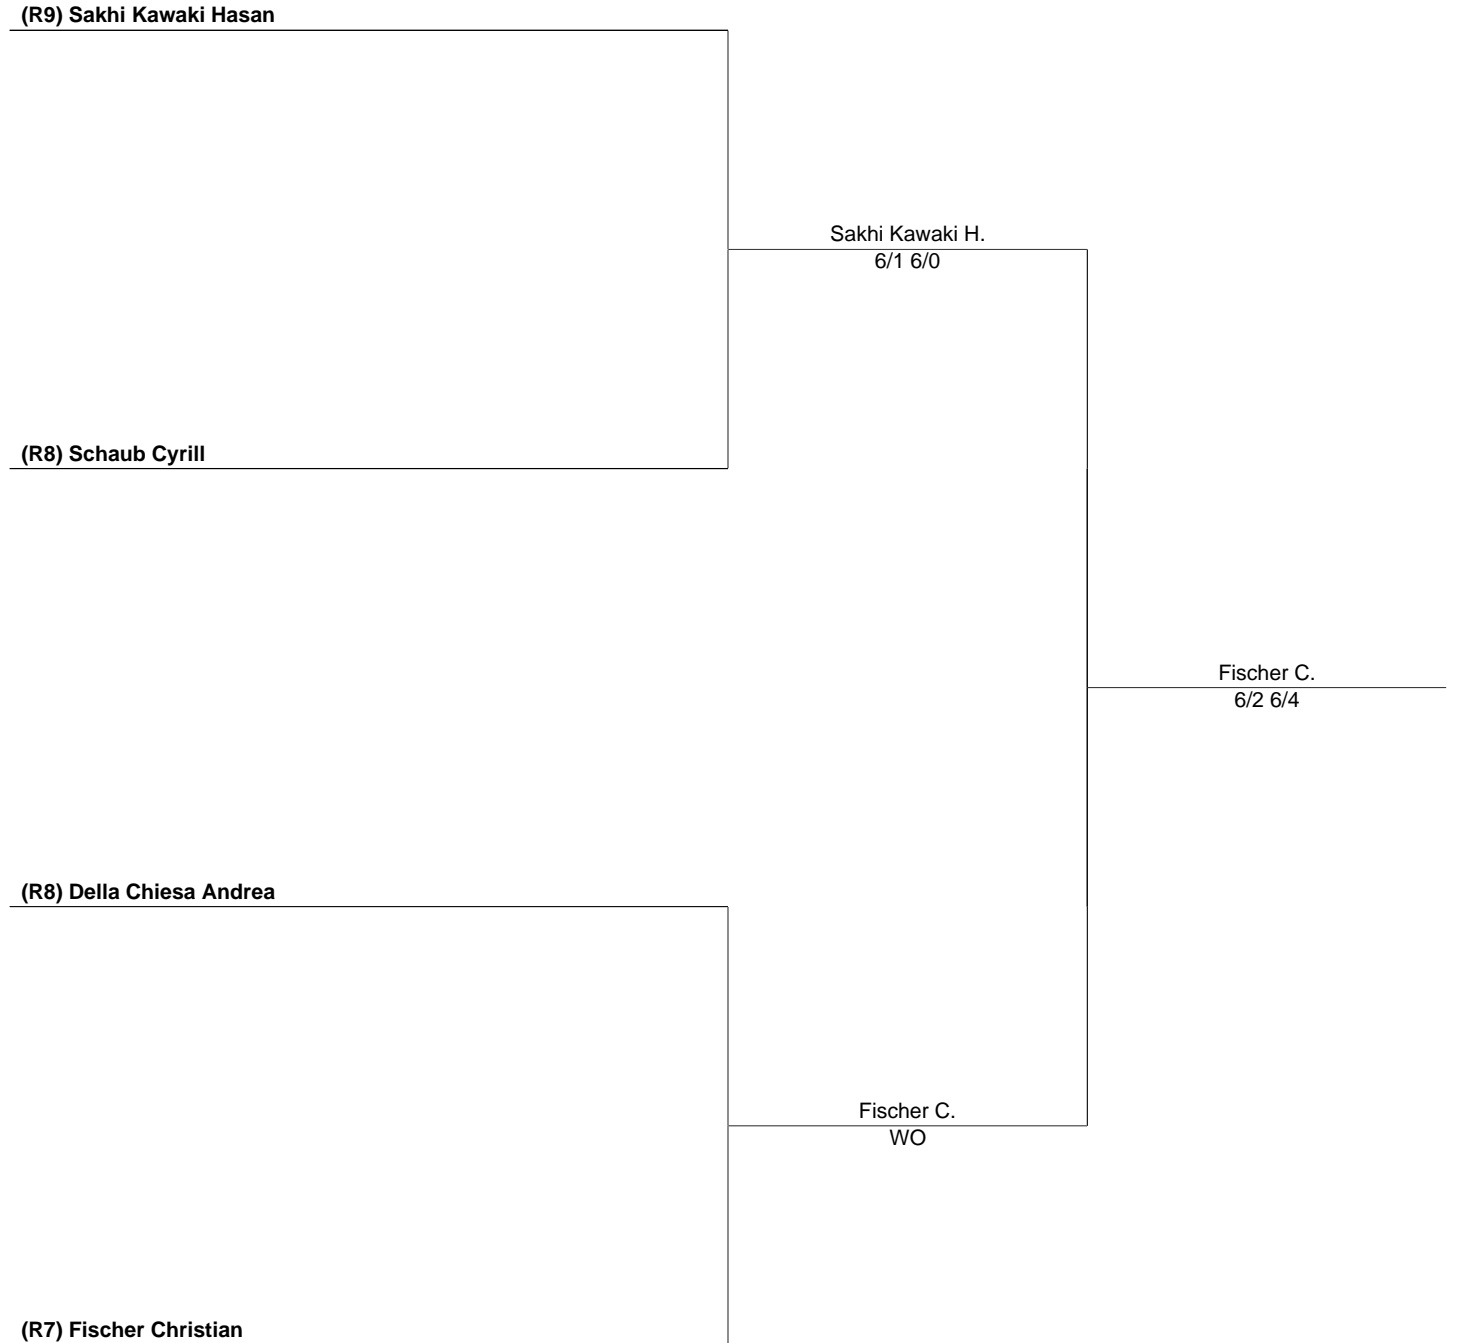 (R9) Sakhi Kawaki Hasan
Sakhi Kawaki H.
6/1 6/0
(R8) Schaub Cyrill
Fischer C.
6/2 6/4
(R8) Della Chiesa Andrea
Fischer C.
WO
(R7) Fischer Christian